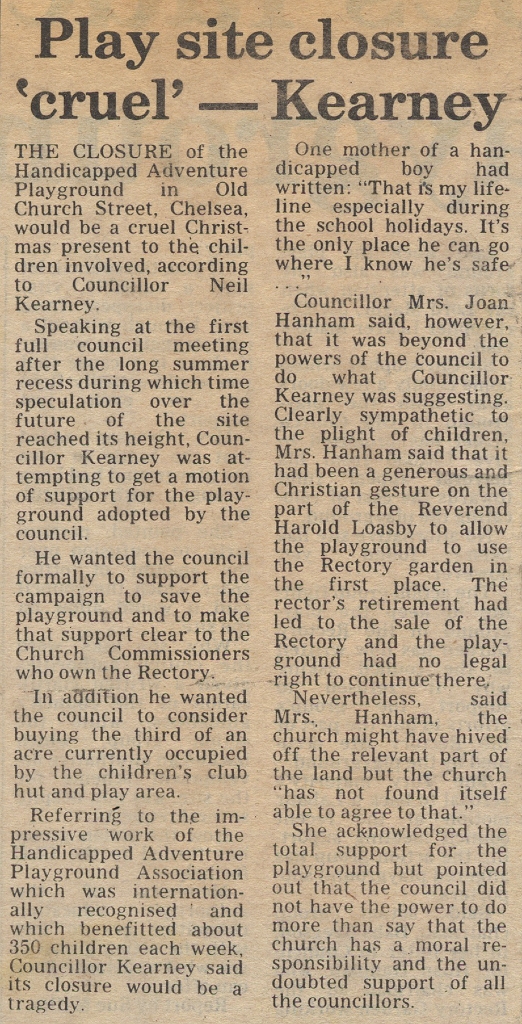 Play site closure
‘cruel’ — Kearney
THE CLOSURE of the
Handicapped Adventure
Playground in Old
Church Street, Chelsea,
would be a cruel Christ-
mas present to the chil-
dren involved, according
to Councillor Neil
Kearney.
Speaking at the first
full council meeting
after the long summer
recess during which time
speculation over the
future of the site
reached its height, Coun-
cillor Kearney was at-
tempting to get a motion
of support for the play-
ground adopted by the
council.
He wanted the council
formally to support the
campaign to save the
playground and to make
that support clear to the
Church Commissioners
who own the Rectory.
In addition he wanted
the council to consider
buying the third of an
acre currently occupied
by the children's club
hut and play area.
Referring to the im-
pressive work of the
Handicapped Adventure
Playground Association
which was internation-
ally recognised and
which benefitted about
350 children each week,
Councillor Kearney said
its closure would be a
tragedy.
One mother of a han-
dicapped boy had
written: “That is my life-
line especially during
the school holidays. It's
the only place he can go
where I know he's safe
. . .”
Councillor Mrs. Joan
Hanham said, however,
that it was beyond the
powers of the council to
do what Councillor
Kearney was suggesting.
Clearly sympathetic to
the plight of children,
Mrs. Hanham said that it
had been a generous and
Christian gesture on the
part of the Reverend
Harold Loasby to allow
the playground to use
the Rectory garden in
the first place. The
rector's retirement had
led to the sale of the
Rectory and the play-
ground had no legal
right to continue there.
Nevertheless, said
Mrs. Hanham, the
church might have hived
off the relevant part of
the land but the church
“has not found itself
able to agree to that.”
She acknowledged the
total support for the
playground but pointed
out that the council did
not have the power to do
more than say that the
church has a moral re-
sponsibility and the un-
doubted support of all
the councillors.